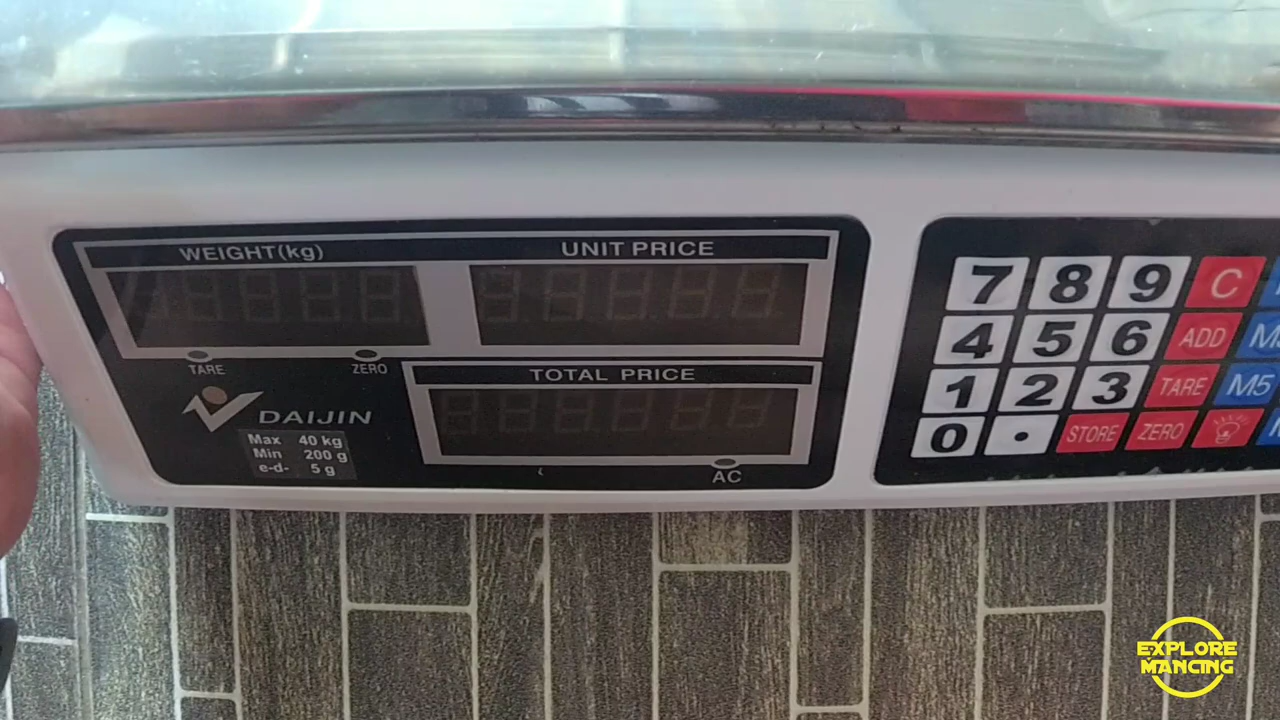 WEIGHT(kg)
UNIT PRICE
TARE
ZERO
TOTAL PRICE
DAIJIN
Max 40 kg
Min 200 g
e-d- 5 g
AC
7 8 9 C
4 5 6 ADD
1 2 3 TARE M5
0 . STORE ZERO
EXPLORE
MANCING